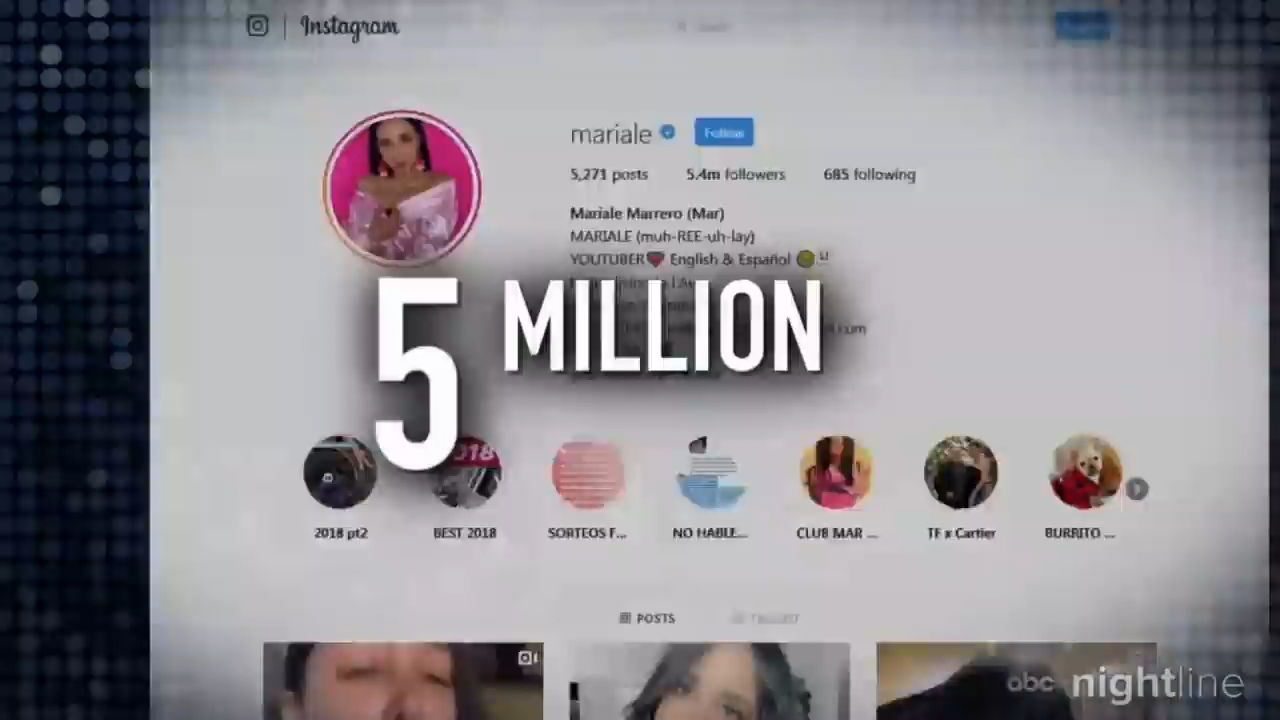 Instagram
mariale Follow
5,271 posts 5.4m followers 685 following
Mariale Marrero (Mar)
MARIALE (muh-REE-uh-lay)
YOUTUBER English & Español
5 MILLION
.com
2018 pt2 BEST 2018 SORTEOS F... NO HABLE... CLUB MAR ... TF x Cartier BURRITO ...
POSTS TAGGED
abc nightline